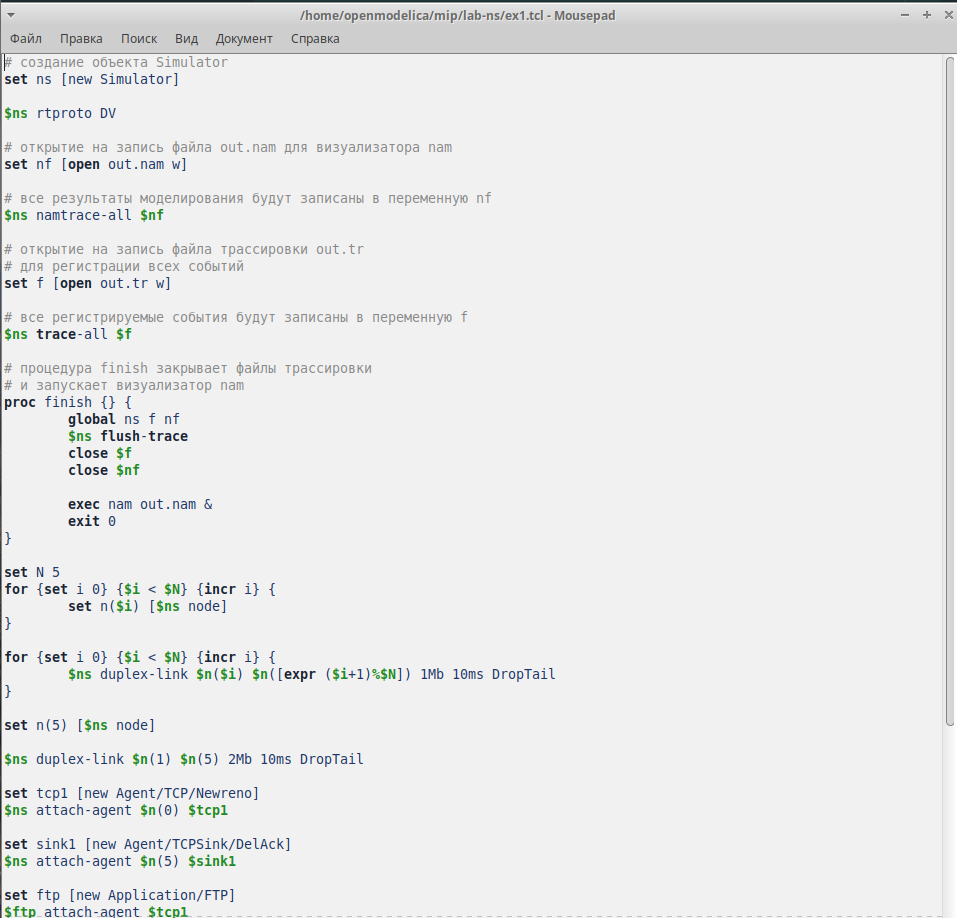 /home/openmodelica/mip/lab-ns/ex1.tcl - Mousepad
Файл Правка Поиск Вид Документ Справка
# создание объекта Simulator
set ns [new Simulator]
$ns rtproto DV
# открытие на запись файла out.nam для визуализатора nam
set nf [open out.nam w]
# все результаты моделирования будут записаны в переменную nf
$ns namtrace-all $nf
# открытие на запись файла трассировки out.tr
# для регистрации всех событий
set f [open out.tr w]
# все регистрируемые события будут записаны в переменную f
$ns trace-all $f
# процедура finish закрывает файлы трассировки
# и запускает визуализатор nam
proc finish {} {
global ns f nf
$ns flush-trace
close $f
close $nf
exec nam out.nam &
exit 0
}
set N 5
for {set i 0} {$i < $N} {incr i} {
set n($i) [$ns node]
}
for {set i 0} {$i < $N} {incr i} {
$ns duplex-link $n($i) $n([expr ($i+1)%$N]) 1Mb 10ms DropTail
}
set n(5) [$ns node]
$ns duplex-link $n(1) $n(5) 2Mb 10ms DropTail
set tcp1 [new Agent/TCP/Newreno]
$ns attach-agent $n(0) $tcp1
set sink1 [new Agent/TCPSink/DelAck]
$ns attach-agent $n(5) $sink1
set ftp [new Application/FTP]
$ftp attach-agent $tcp1